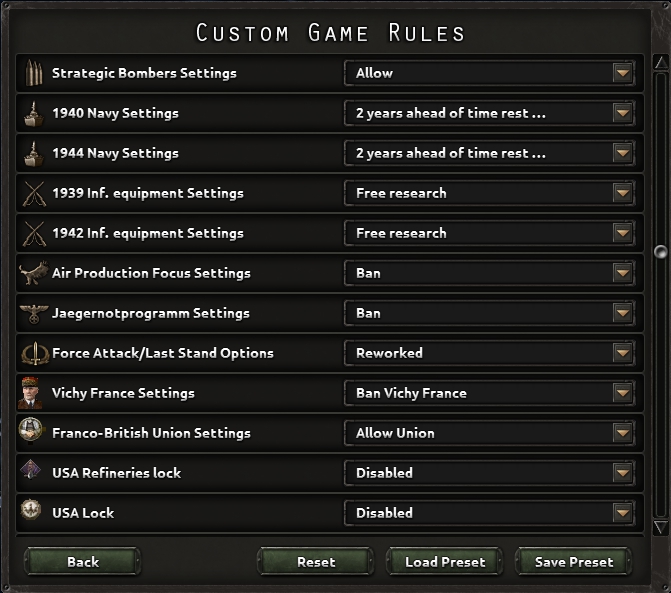 Custom Game Rules
Strategic Bombers Settings Allow
1940 Navy Settings 2 years ahead of time rest ...
1944 Navy Settings 2 years ahead of time rest ...
1939 Inf. equipment Settings Free research
1942 Inf. equipment Settings Free research
Air Production Focus Settings Ban
Jaegernotprogramm Settings Ban
Force Attack/Last Stand Options Reworked
Vichy France Settings Ban Vichy France
Franco-British Union Settings Allow Union
USA Refineries lock Disabled
USA Lock Disabled
Back Reset Load Preset Save Preset